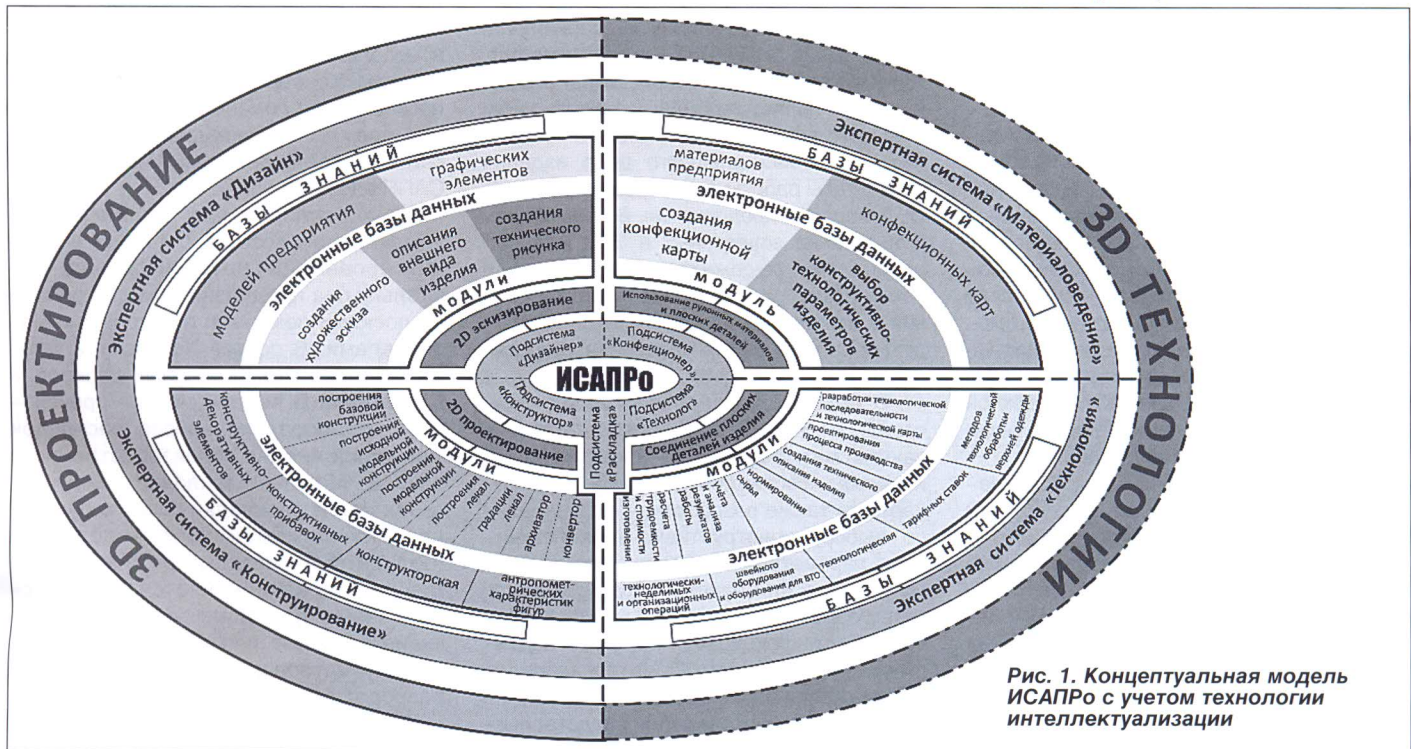 3D ПРОЕКТИРОВАНИЕ
3D ТЕХНОЛОГИИ
Экспертная система «Дизайн»
БАЗЫ ЗНАНИЙ
моделей предприятия
графических
элементов
электронные базы данных
создания
художественного
эскиза
описания
внешнего
вида
изделия
создания
технического
рисунка
МОДУЛИ
2D эскизирование
Подсистема
«Дизайнер»
Экспертная система «Материаловедение»
БАЗЫ ЗНАНИЙ
материалов
предприятия
конфекционных карт
электронные базы данных
создания
конфекционной
карты
выбор
конструктивно-
технологических
параметров
изделия
МОДУЛЬ
Использование рулонных материалов
и плоских деталей
Подсистема
«Конфекционер»
ИСАПРо
Подсистема
«Конструктор»
Подсистема
«Раскладка»
Подсистема
«Технолог»
2D проектирование
МОДУЛИ
построения
базовой
конструкции
построения
исходной
модельной
конструкции
построения
модельной
конструкции
построения
лекал
градации
лекал
архиватор
конвертор
электронные базы данных
конструктивно-
декоративных
элементов
конструктивных
прибавок
конструкторская
антропомет-
рических
характеристик
фигур
БАЗЫ ЗНАНИЙ
Экспертная система «Конструирование»
Соединение плоских
деталей изделия
МОДУЛИ
разработки технологической
последовательности
и технологической карты
проектирования
процесса производства
создания технического
описания изделия
нормирования
сырья
учёта
и анализа
результатов
работы
расчета
трудоемкости
и стоимости
изготовления
электронные базы данных
методов
технологической
обработки
верхней одежды
тарифных ставок
технологическая
швейного
оборудования
и оборудования для ВТО
технологически-
неделимых
и организационных
операций
БАЗЫ ЗНАНИЙ
Экспертная система «Технология»
Рис. 1. Концептуальная модель
ИСАПРо с учетом технологии
интеллектуализации